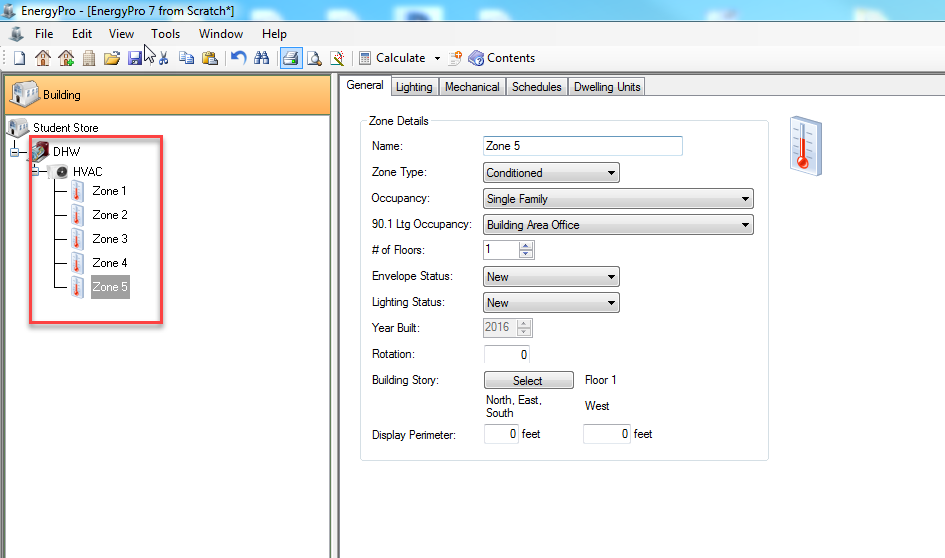 EnergyPro - [EnergyPro 7 from Scratch*]
File Edit View Tools Window Help
Calculate Contents
Building
Student Store
DHW
HVAC
Zone 1
Zone 2
Zone 3
Zone 4
Zone 5
General Lighting Mechanical Schedules Dwelling Units
Zone Details
Name: Zone 5
Zone Type: Conditioned
Occupancy: Single Family
90.1 Ltg Occupancy: Building Area Office
# of Floors: 1
Envelope Status: New
Lighting Status: New
Year Built: 2016
Rotation: 0
Building Story: Select Floor 1
North, East,
South West
Display Perimeter: 0 feet 0 feet